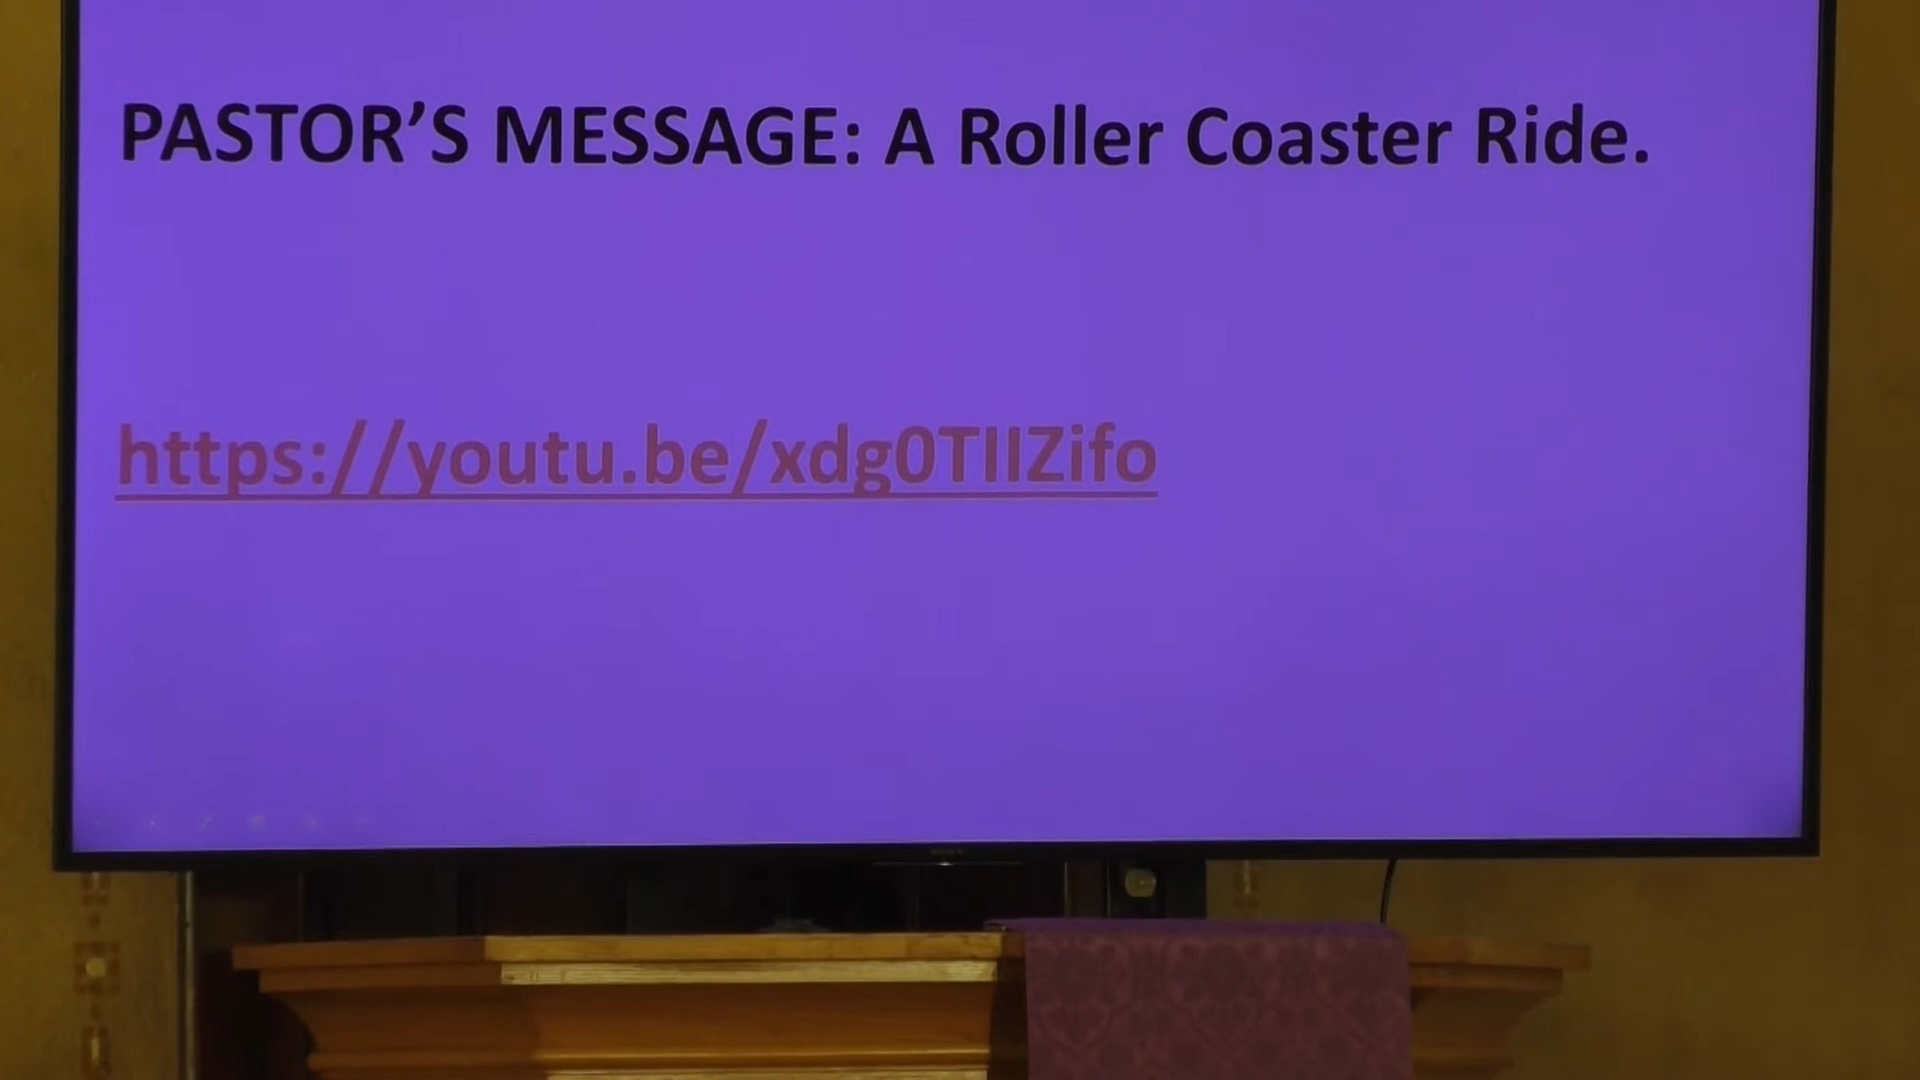 PASTOR’S MESSAGE: A Roller Coaster Ride.
https://youtu.be/xdg0TIIZifo